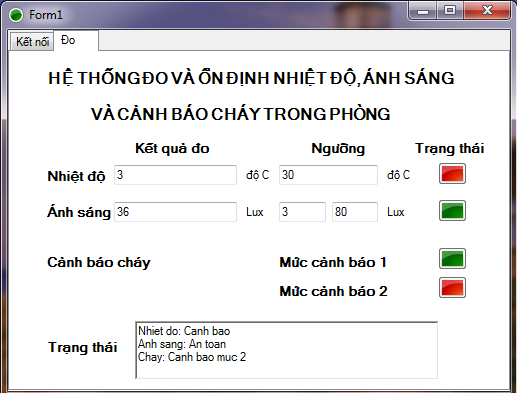 Form1
Kết nối Đo
HỆ THỐNG ĐO VÀ ỔN ĐỊNH NHIỆT ĐỘ, ÁNH SÁNG
VÀ CẢNH BÁO CHÁY TRONG PHÒNG
Kết quả đo Ngưỡng Trạng thái
Nhiệt độ 3 độ C 30 độ C
Ánh sáng 36 Lux 3 80 Lux
Cảnh báo cháy Mức cảnh báo 1
Mức cảnh báo 2
Trạng thái
Nhiet do: Canh bao
Anh sang: An toan
Chay: Canh bao muc 2